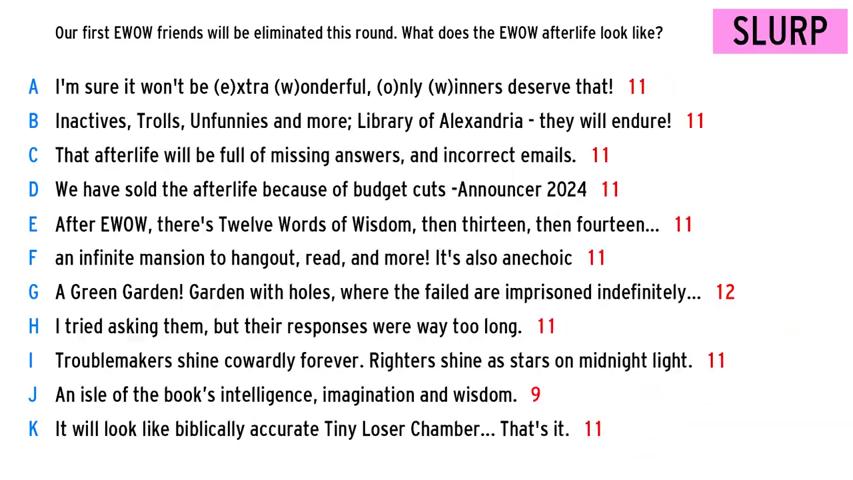 Our first EWOW friends will be eliminated this round. What does the EWOW afterlife look like?
SLURP
A I'm sure it won't be (e)xtra (w)onderful, (o)nly (w)inners deserve that! 11
B Inactives, Trolls, Unfunnies and more; Library of Alexandria - they will endure! 11
C That afterlife will be full of missing answers, and incorrect emails. 11
D We have sold the afterlife because of budget cuts -Announcer 2024 11
E After EWOW, there's Twelve Words of Wisdom, then thirteen, then fourteen... 11
F an infinite mansion to hangout, read, and more! It's also anechoic 11
G A Green Garden! Garden with holes, where the failed are imprisoned indefinitely... 12
H I tried asking them, but their responses were way too long. 11
I Troublemakers shine cowardly forever. Righters shine as stars on midnight light. 11
J An isle of the book’s intelligence, imagination and wisdom. 9
K It will look like biblically accurate Tiny Loser Chamber... That's it. 11